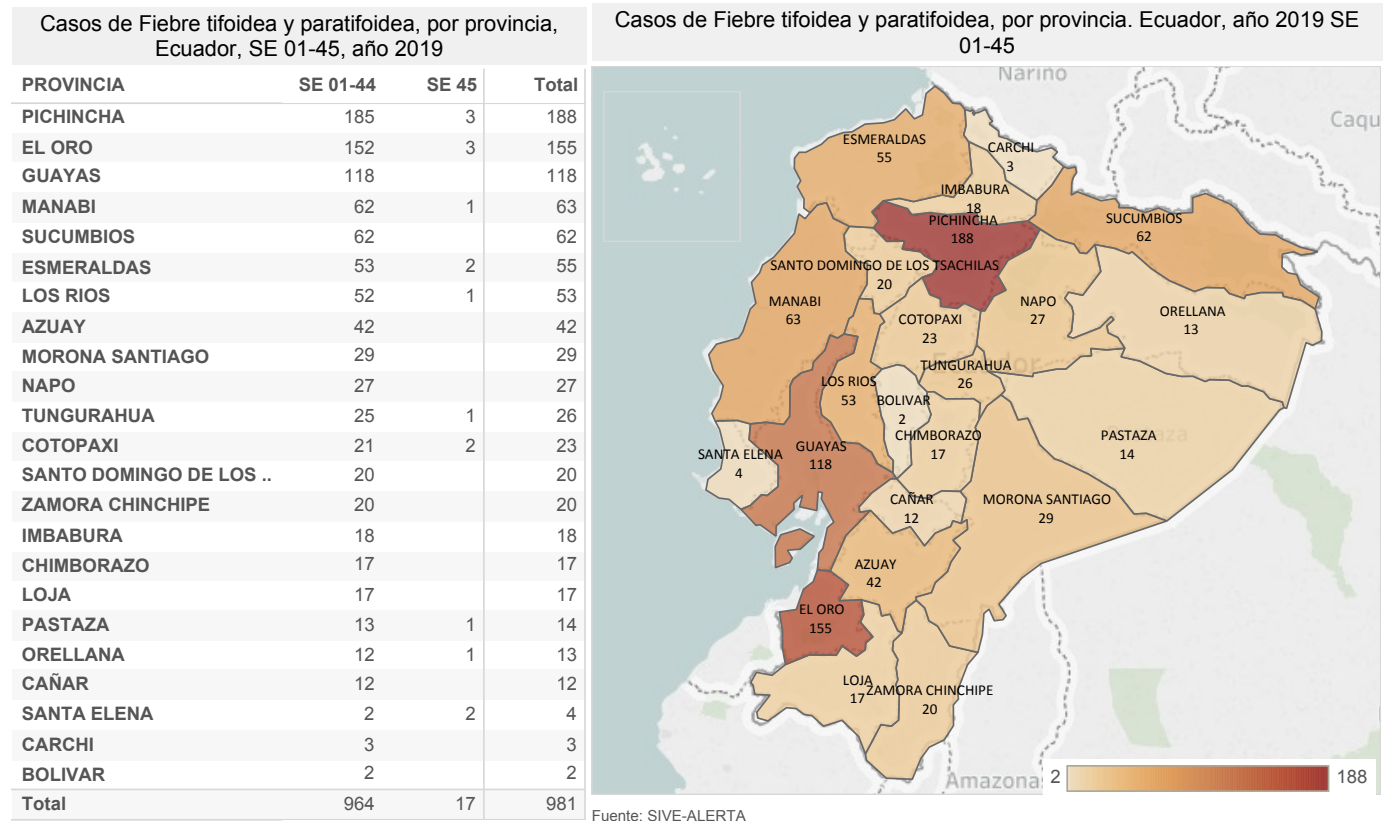 Casos de Fiebre tifoidea y paratifoidea, por provincia,
Ecuador, SE 01-45, año 2019
PROVINCIA SE 01-44 SE 45 Total
PICHINCHA 185 3 188
EL ORO 152 3 155
GUAYAS 118 118
MANABI 62 1 63
SUCUMBIOS 62 62
ESMERALDAS 53 2 55
LOS RIOS 52 1 53
AZUAY 42 42
MORONA SANTIAGO 29 29
NAPO 27 27
TUNGURAHUA 25 1 26
COTOPAXI 21 2 23
SANTO DOMINGO DE LOS .. 20 20
ZAMORA CHINCHIPE 20 20
IMBABURA 18 18
CHIMBORAZO 17 17
LOJA 17 17
PASTAZA 13 1 14
ORELLANA 12 1 13
CAÑAR 12 12
SANTA ELENA 2 2 4
CARCHI 3 3
BOLIVAR 2 2
Total 964 17 981
Casos de Fiebre tifoidea y paratifoidea, por provincia. Ecuador, año 2019 SE
01-45
Nariño
Caqu
ESMERALDAS
55
CARCHI
3
IMBABURA
18
PICHINCHA
188
SUCUMBIOS
62
SANTO DOMINGO DE LOS TSACHILAS
20
MANABI
63
NAPO
27
ORELLANA
13
COTOPAXI
23
Ecuador
TUNGURAHUA
26
LOS RIOS
53
BOLIVAR
2
CHIMBORAZO
17
PASTAZA
14
SANTA ELENA
4
GUAYAS
118
CAÑAR
12
MORONA SANTIAGO
29
AZUAY
42
EL ORO
155
LOJA
17
ZAMORA CHINCHIPE
20
Amazonas
2 188
Fuente: SIVE-ALERTA